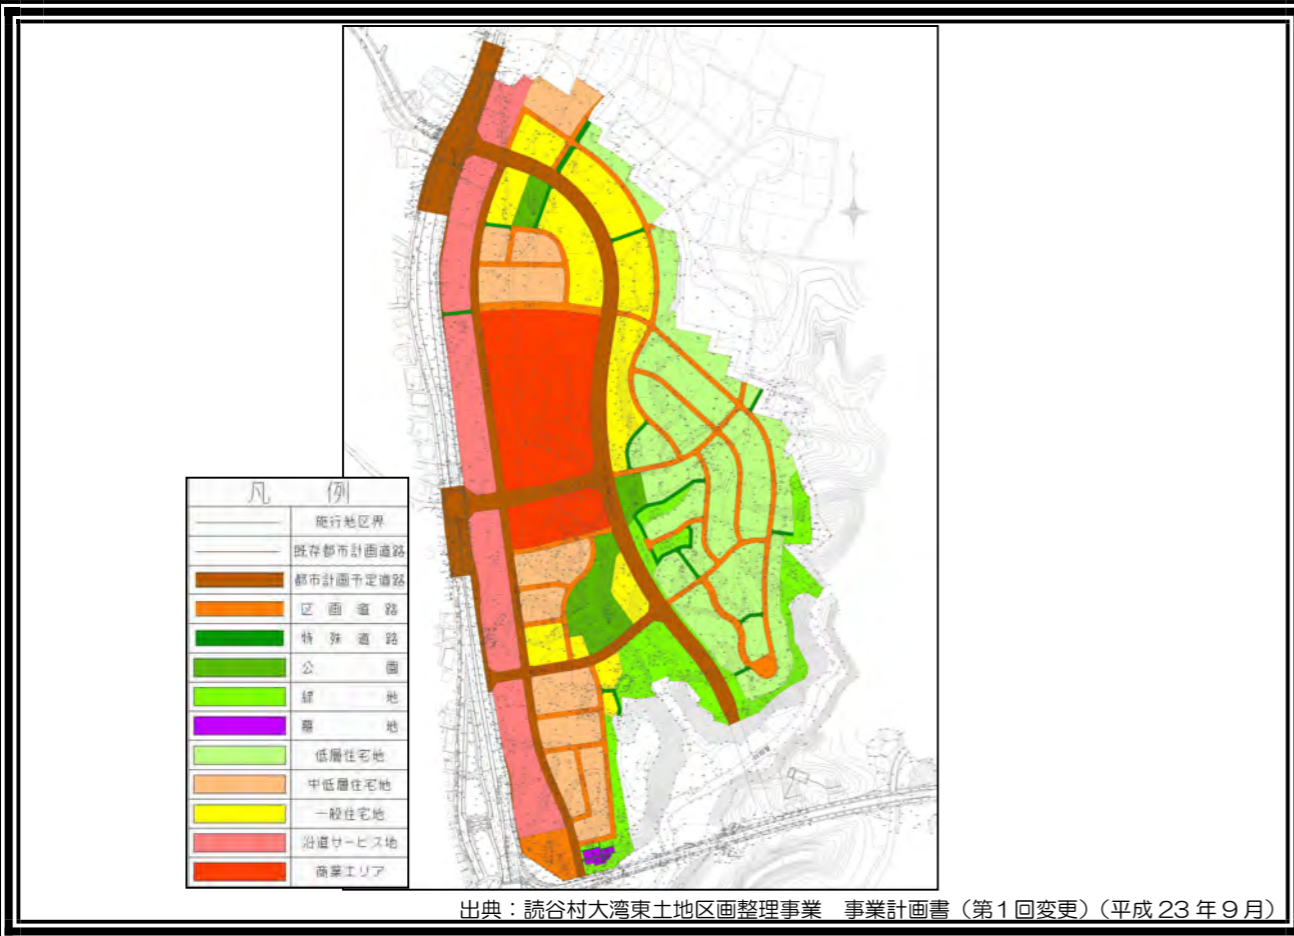 凡 例
施行地区界
既存都市計画道路
都市計画予定道路
区 画 道 路
特 殊 道 路
公 園
緑 地
墓 地
低層住宅地
中低層住宅地
一般住宅地
沿道サービス地
商業エリア
出典：読谷村大湾東土地区画整理事業　事業計画書（第1回変更）（平成 23 年 9 月）